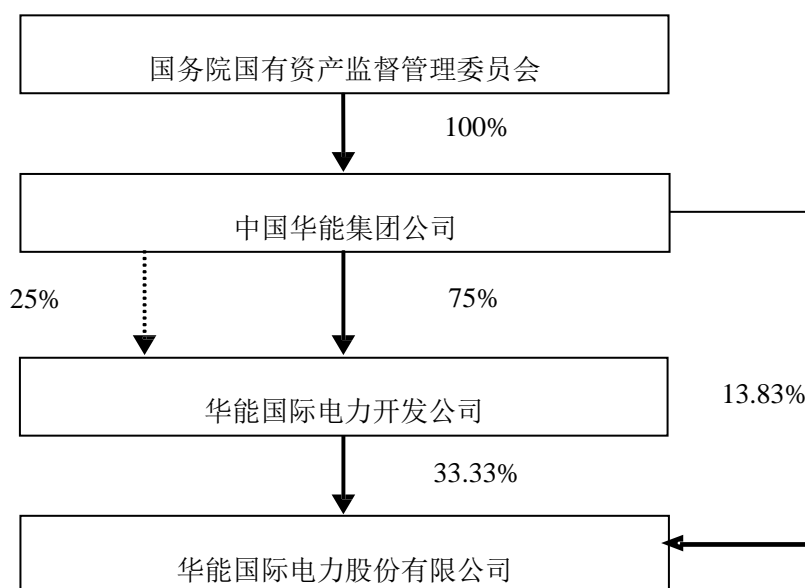 国务院国有资产监督管理委员会
100%
中国华能集团公司
25%
75%
华能国际电力开发公司
13.83%
33.33%
华能国际电力股份有限公司